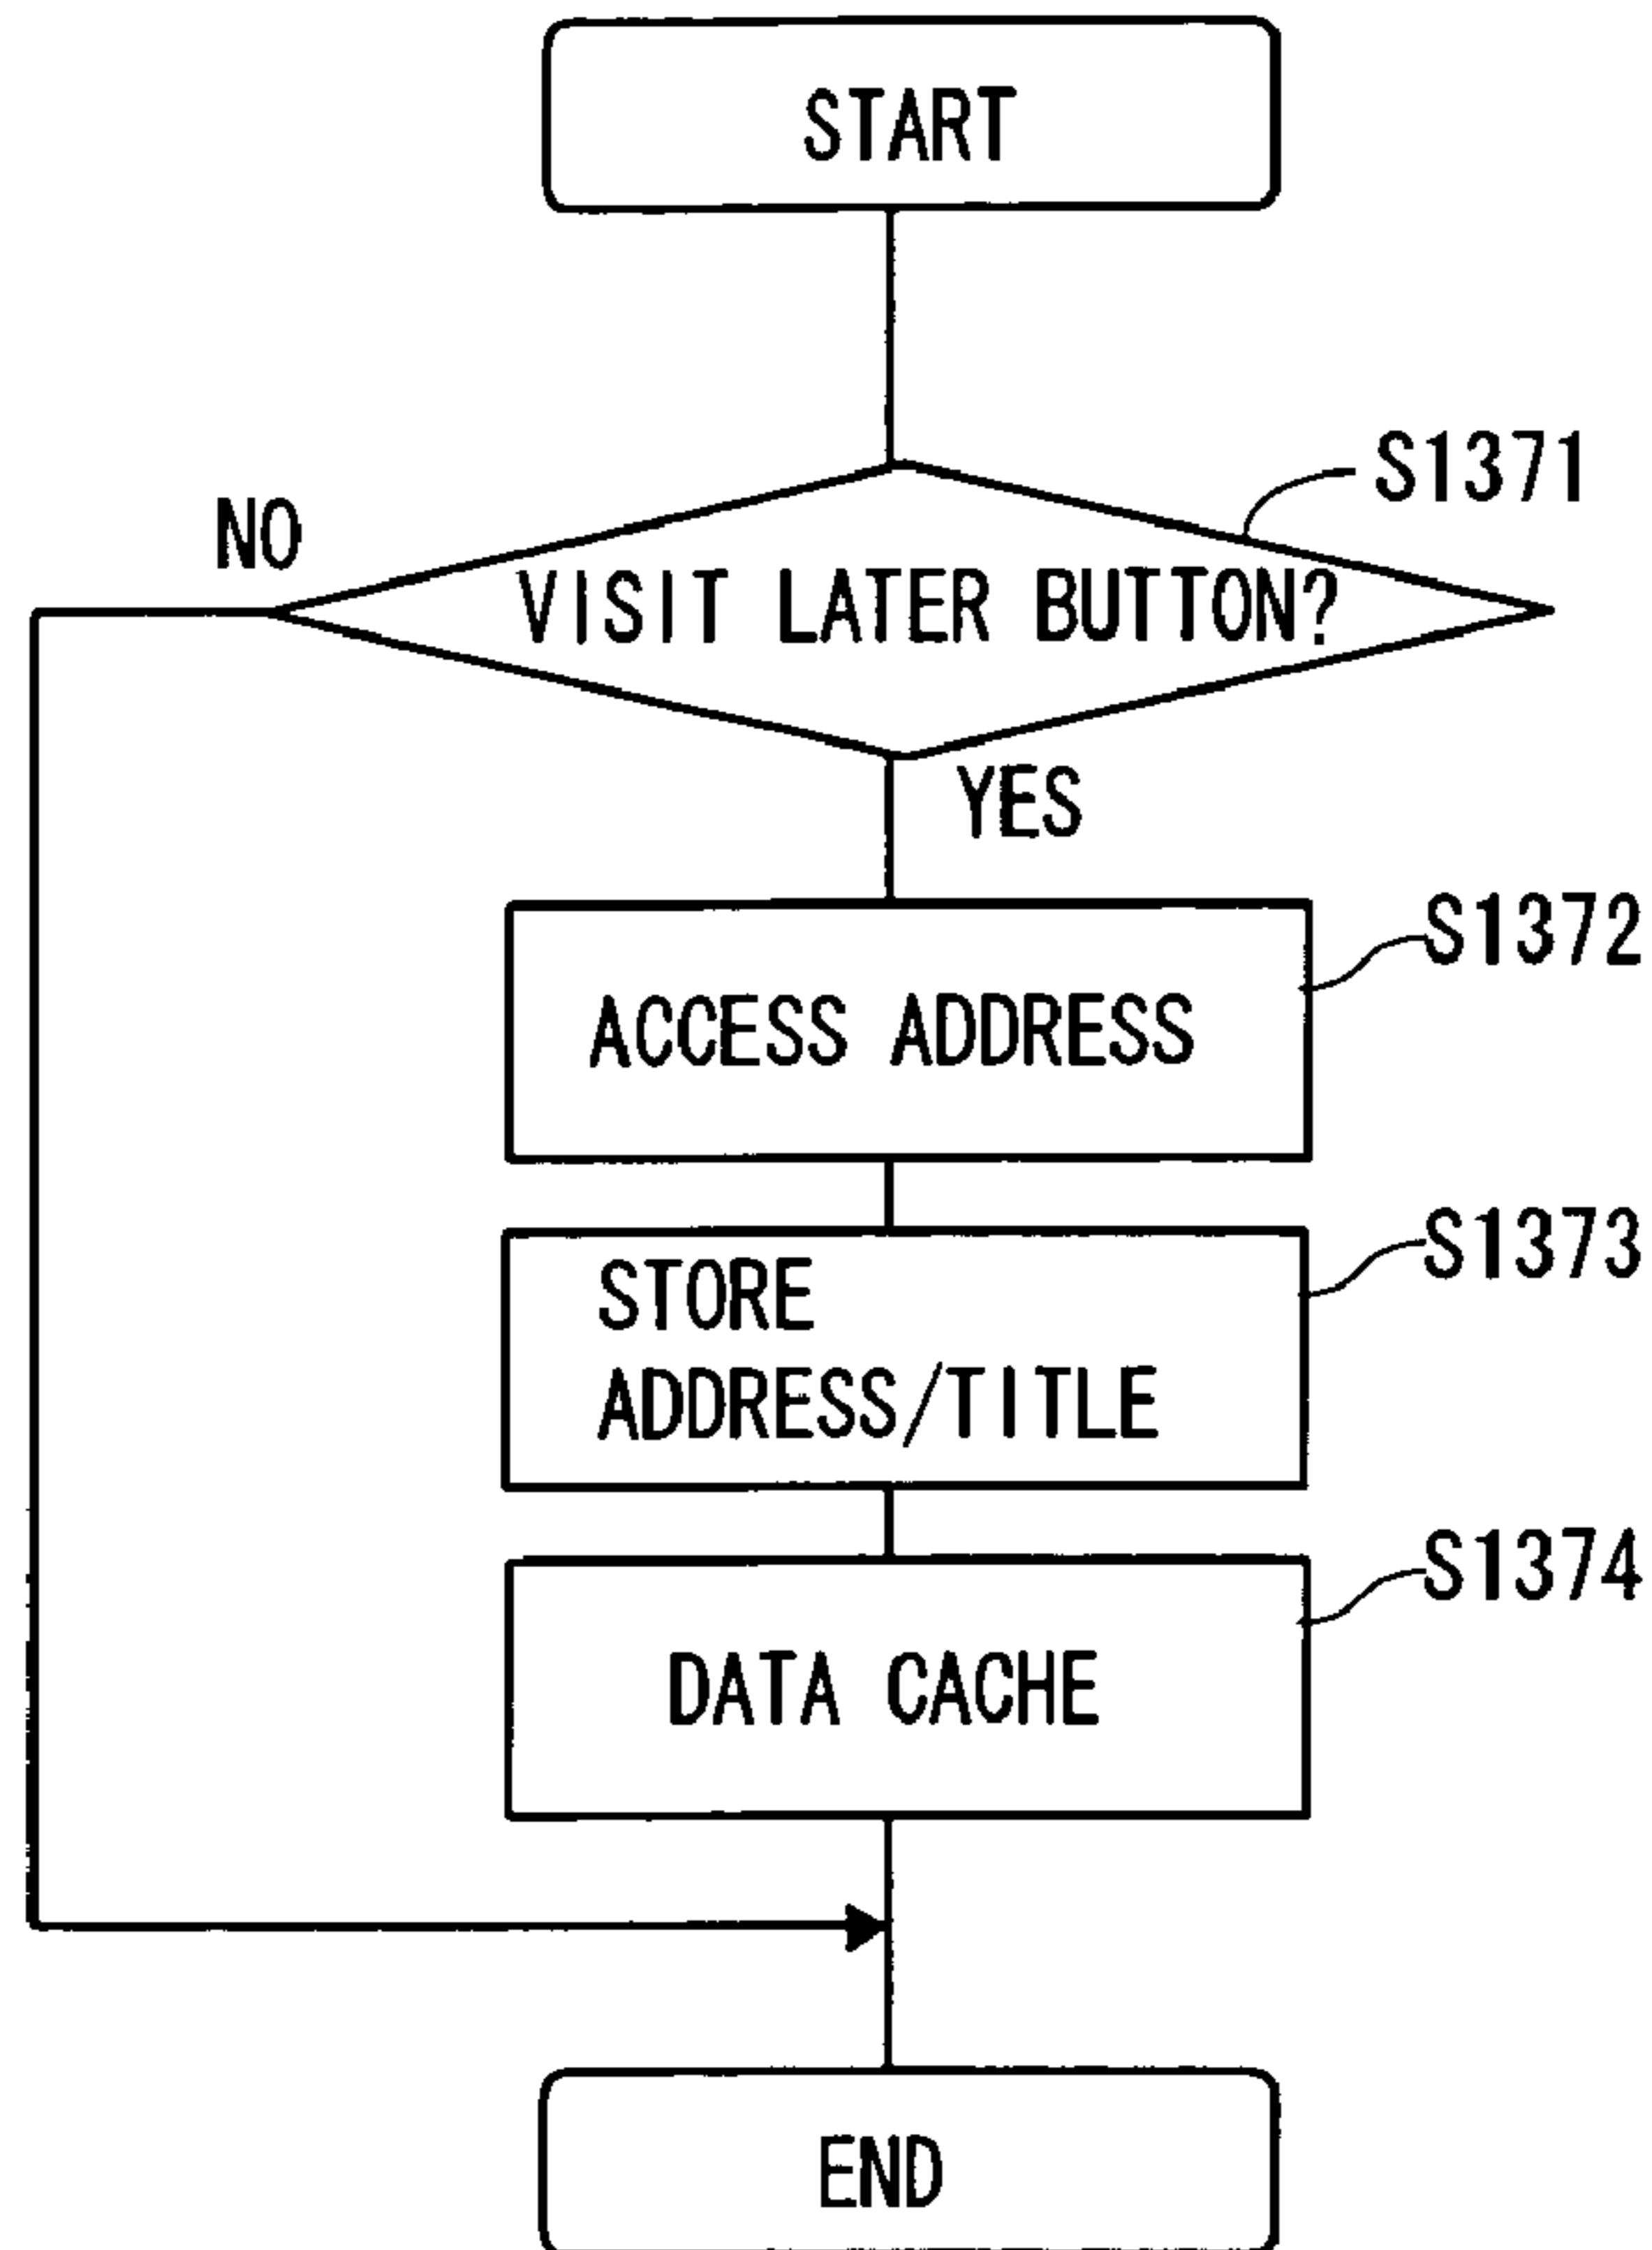 START
S1371
NO
VISIT LATER BUTTON?
YES
S1372
ACCESS ADDRESS
S1373
STORE
ADDRESS/TITLE
S1374
DATA CACHE
END